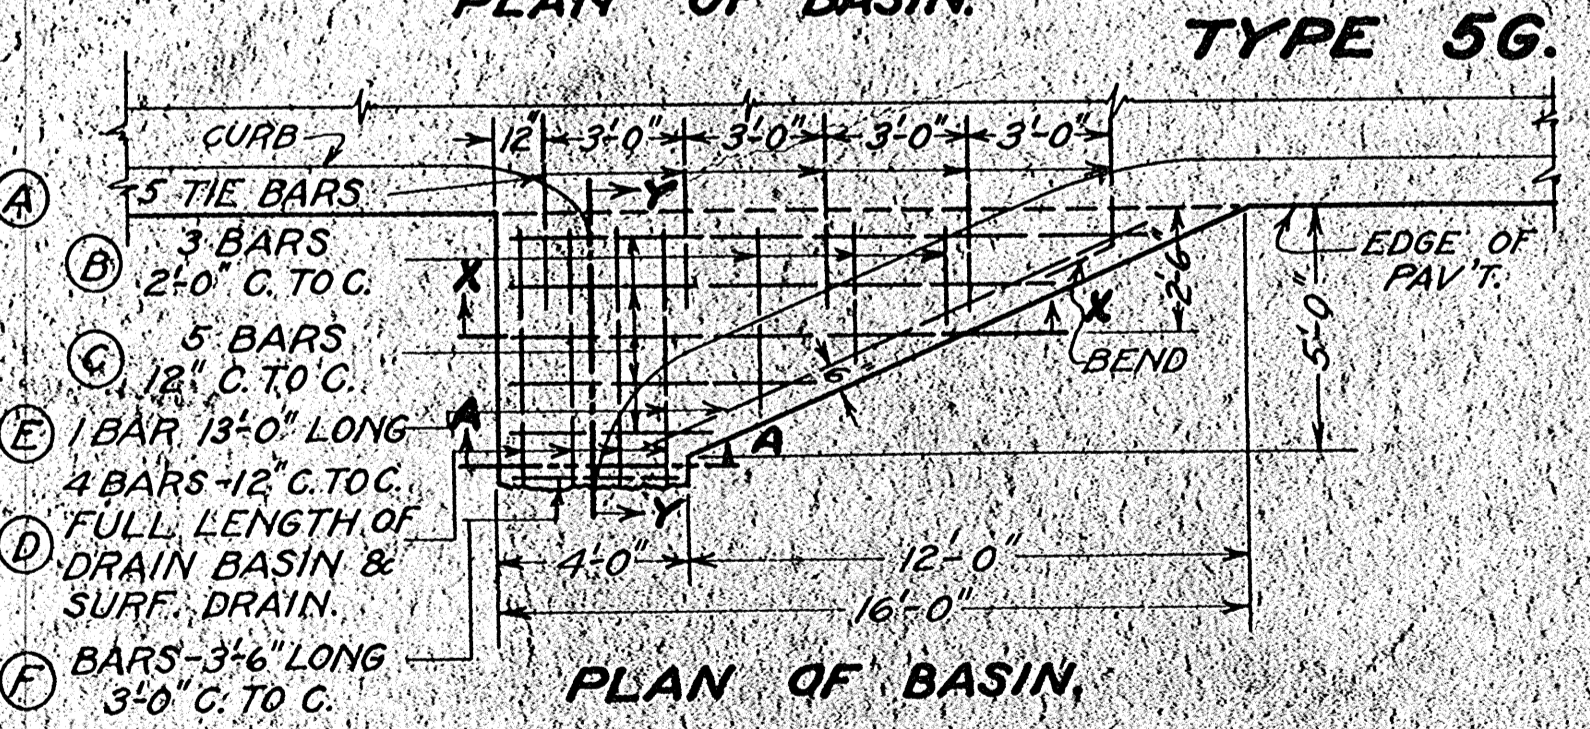 PLAN OF BASIN.
TYPE 5G.
CURB
12" 3'-0" 3'-0" 3'-0" 3'-0"
A 5 TIE BARS
Y
B 3 BARS
2'-0" C. TO C.
X
X
2'-6"
EDGE OF
PAV'T.
5'-0"
BEND
C 5 BARS
12" C. TO C.
6"
E 1 BAR 13'-0" LONG
A
A
D 4 BARS-12" C. TO C.
FULL LENGTH OF
DRAIN BASIN &
SURF. DRAIN.
Y
4'-0" 12'-0"
16'-0"
F BARS-3'-6" LONG
3'-0" C. TO C.
PLAN OF BASIN.